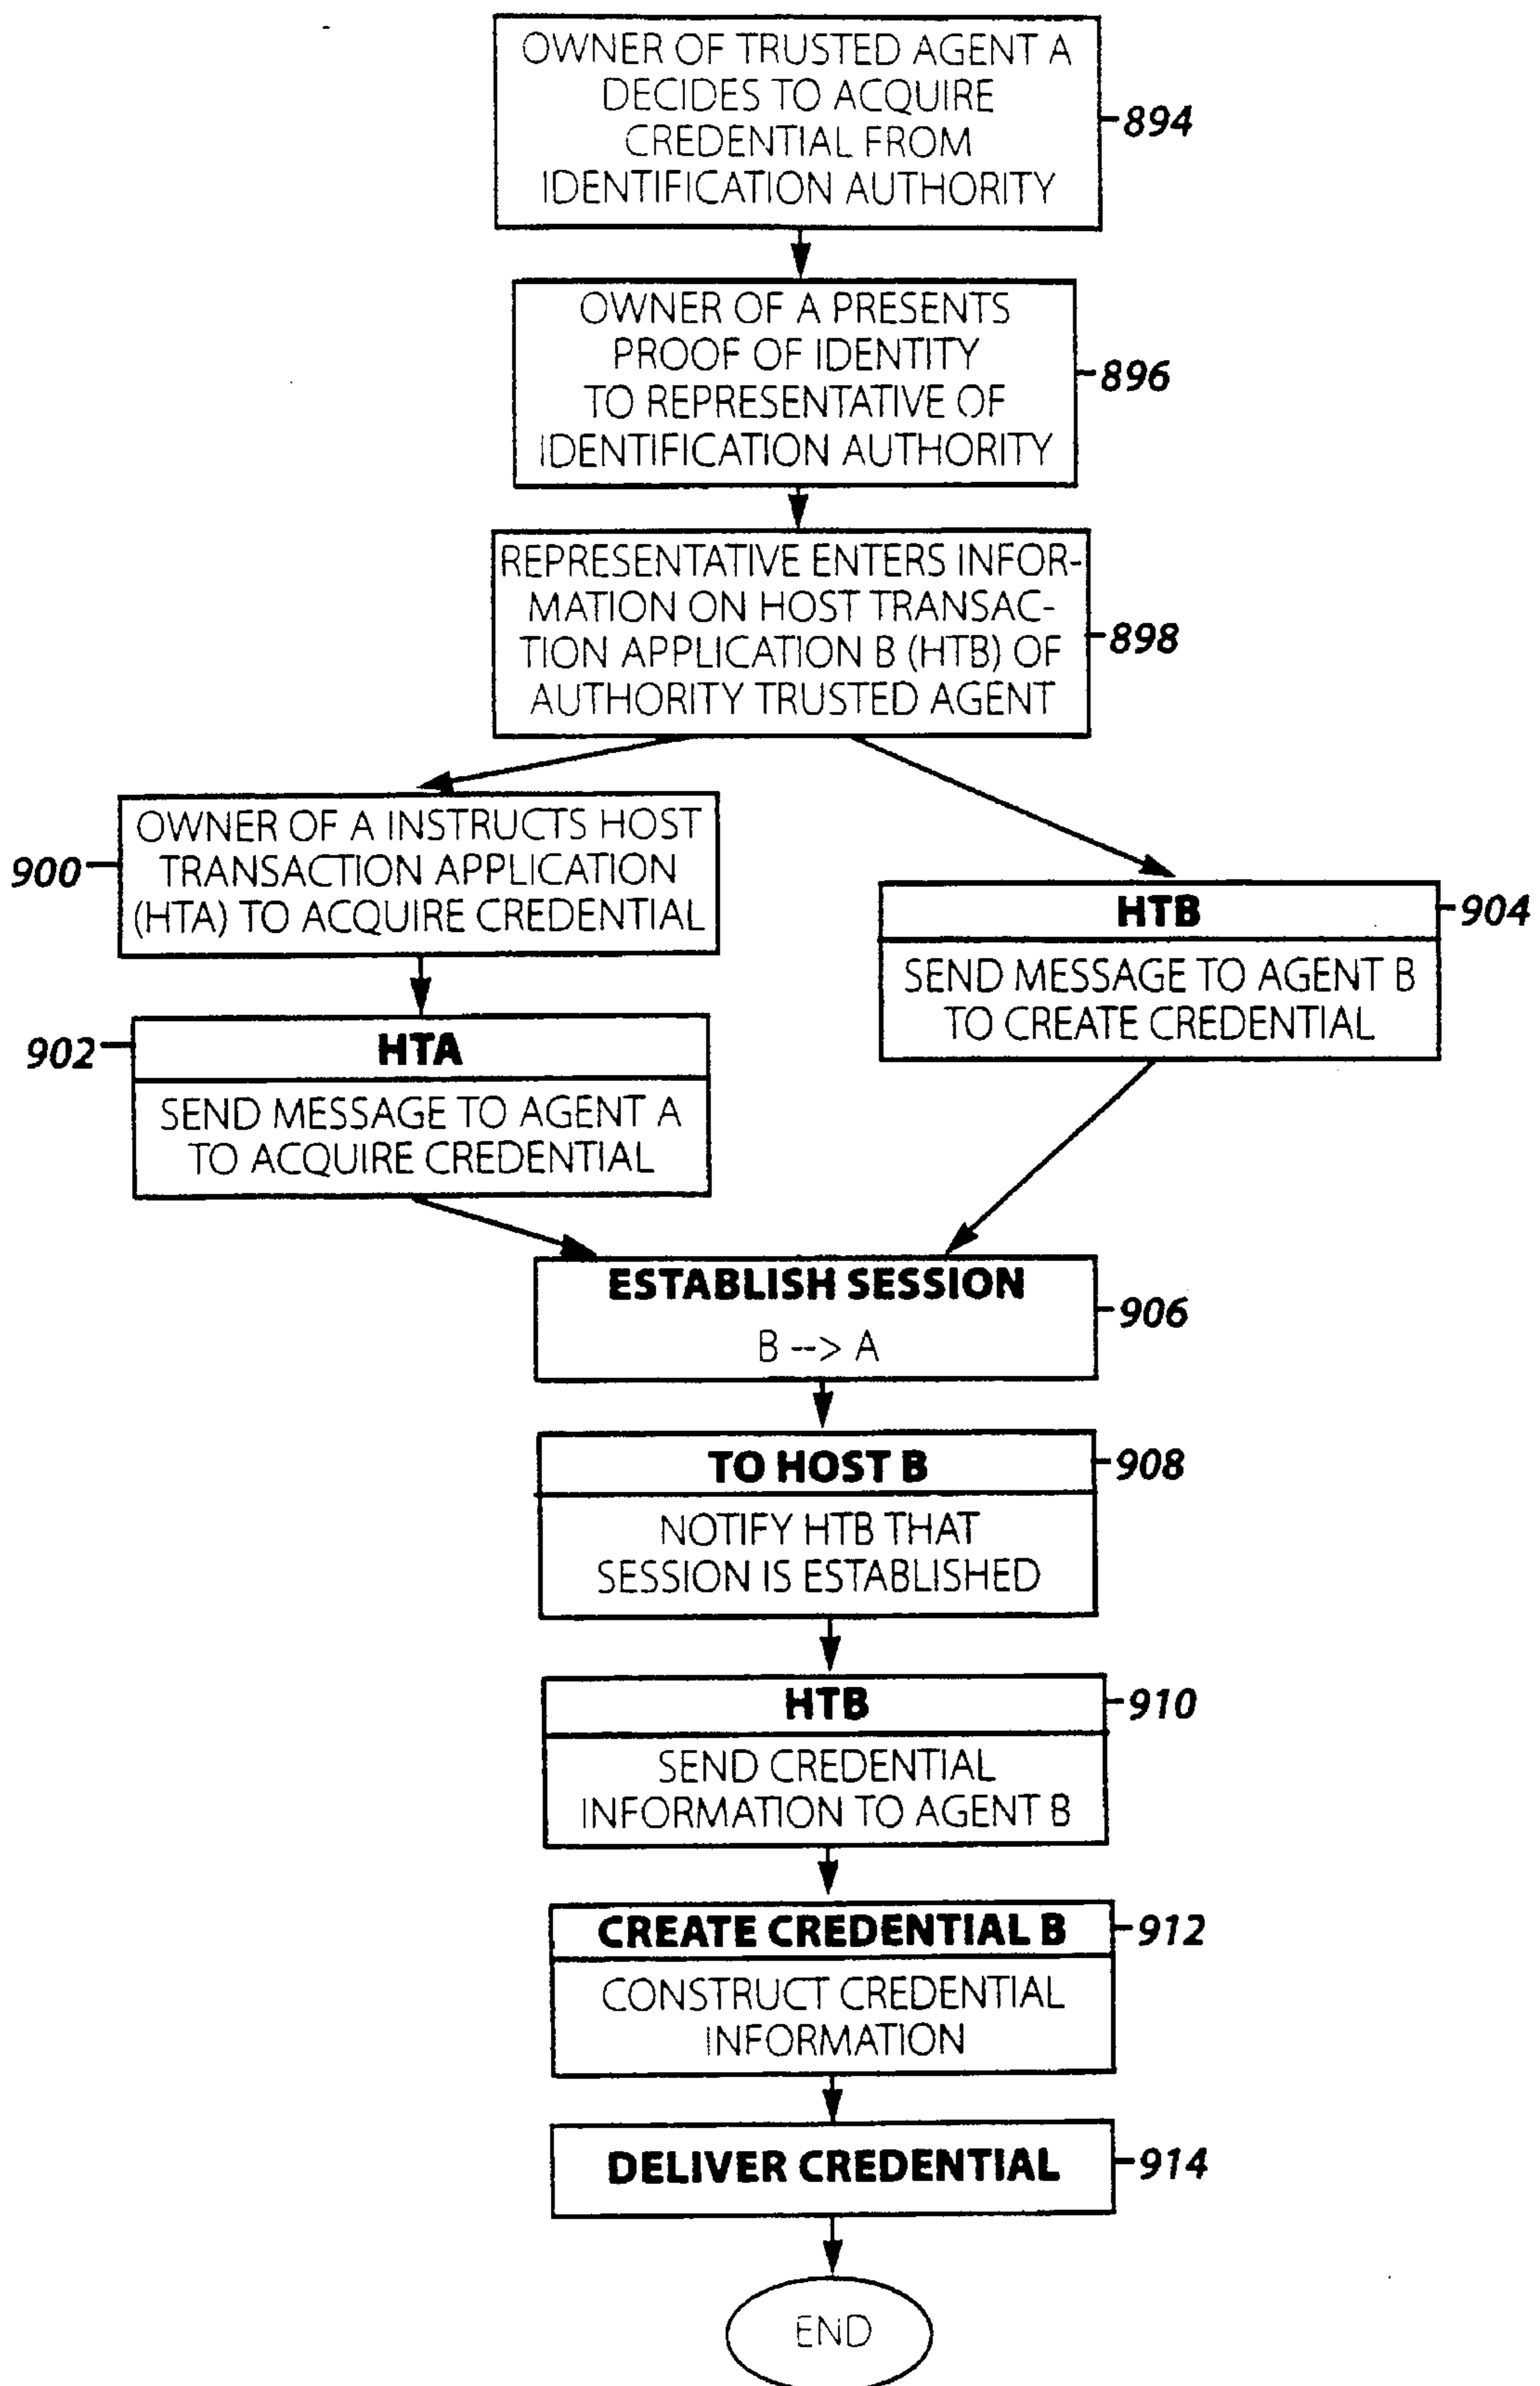 OWNER OF TRUSTED AGENT A
DECIDES TO ACQUIRE
CREDENTIAL FROM
IDENTIFICATION AUTHORITY
894
OWNER OF A PRESENTS
PROOF OF IDENTITY
TO REPRESENTATIVE OF
IDENTIFICATION AUTHORITY
896
REPRESENTATIVE ENTERS INFOR-
MATION ON HOST TRANSAC-
TION APPLICATION B (HTB) OF
AUTHORITY TRUSTED AGENT
898
OWNER OF A INSTRUCTS HOST
TRANSACTION APPLICATION
(HTA) TO ACQUIRE CREDENTIAL
900
HTA
902
SEND MESSAGE TO AGENT A
TO ACQUIRE CREDENTIAL
HTB
904
SEND MESSAGE TO AGENT B
TO CREATE CREDENTIAL
ESTABLISH SESSION
906
B --> A
TO HOST B
908
NOTIFY HTB THAT
SESSION IS ESTABLISHED
HTB
910
SEND CREDENTIAL
INFORMATION TO AGENT B
CREATE CREDENTIAL B
912
CONSTRUCT CREDENTIAL
INFORMATION
DELIVER CREDENTIAL
914
END